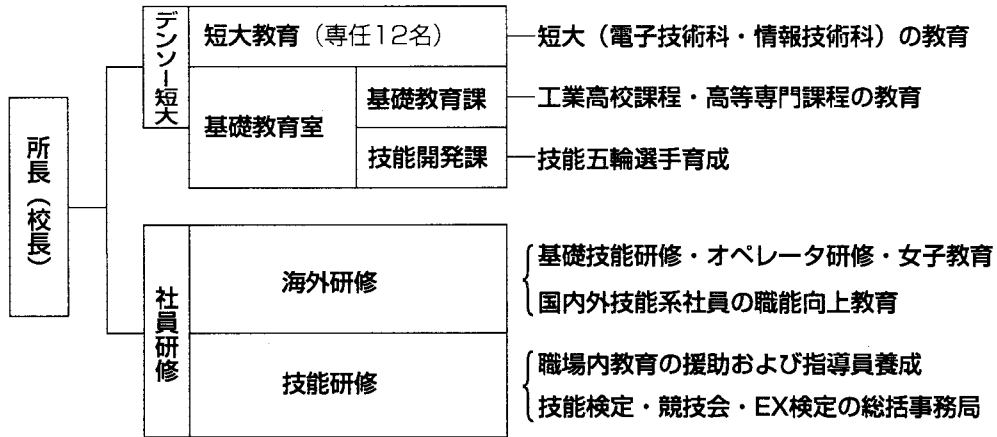 所長（校長）
デンソー短大
短大教育（専任12名）
短大（電子技術科・情報技術科）の教育
基礎教育室
基礎教育課
工業高校課程・高等専門課程の教育
技能開発課
技能五輪選手育成
社員研修
海外研修
基礎技能研修・オペレータ研修・女子教育
国内外技能系社員の職能向上教育
技能研修
職場内教育の援助および指導員養成
技能検定・競技会・EX検定の総括事務局